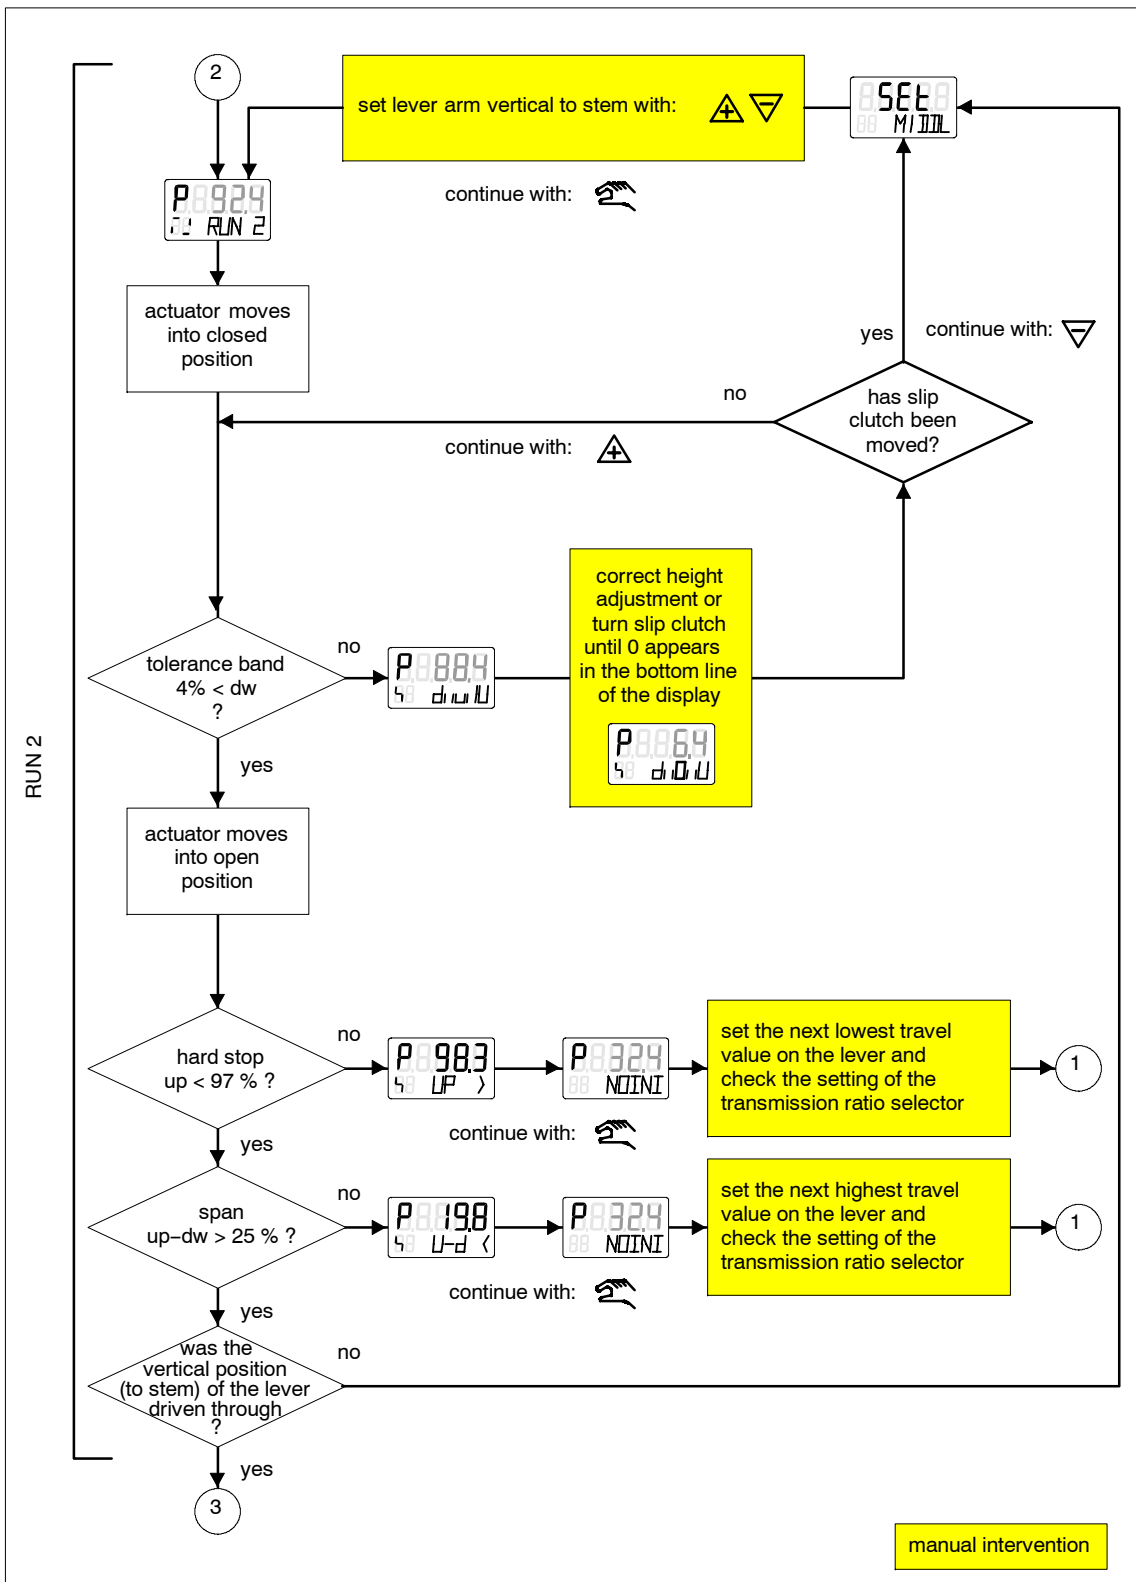 2
set lever arm vertical to stem with:
SEt
MIDDL
continue with:
P 92.4
RUN 2
actuator moves
into closed
position
yes
continue with:
no
has slip
clutch been
moved?
continue with:
correct height
adjustment or
turn slip clutch
until 0 appears
in the bottom line
of the display
tolerance band
4% < dw
?
no
P 88.4
P 6.4
RUN 2
yes
actuator moves
into open
position
hard stop
up < 97 % ?
no
P 98.3
UP >
P 32.4
NOINI
set the next lowest travel
value on the lever and
check the setting of the
transmission ratio selector
1
continue with:
yes
span
up–dw > 25 % ?
no
P 19.8
U-d <
P 32.4
NOINI
set the next highest travel
value on the lever and
check the setting of the
transmission ratio selector
1
continue with:
yes
was the
vertical position
(to stem) of the lever
driven through
?
no
yes
3
manual intervention